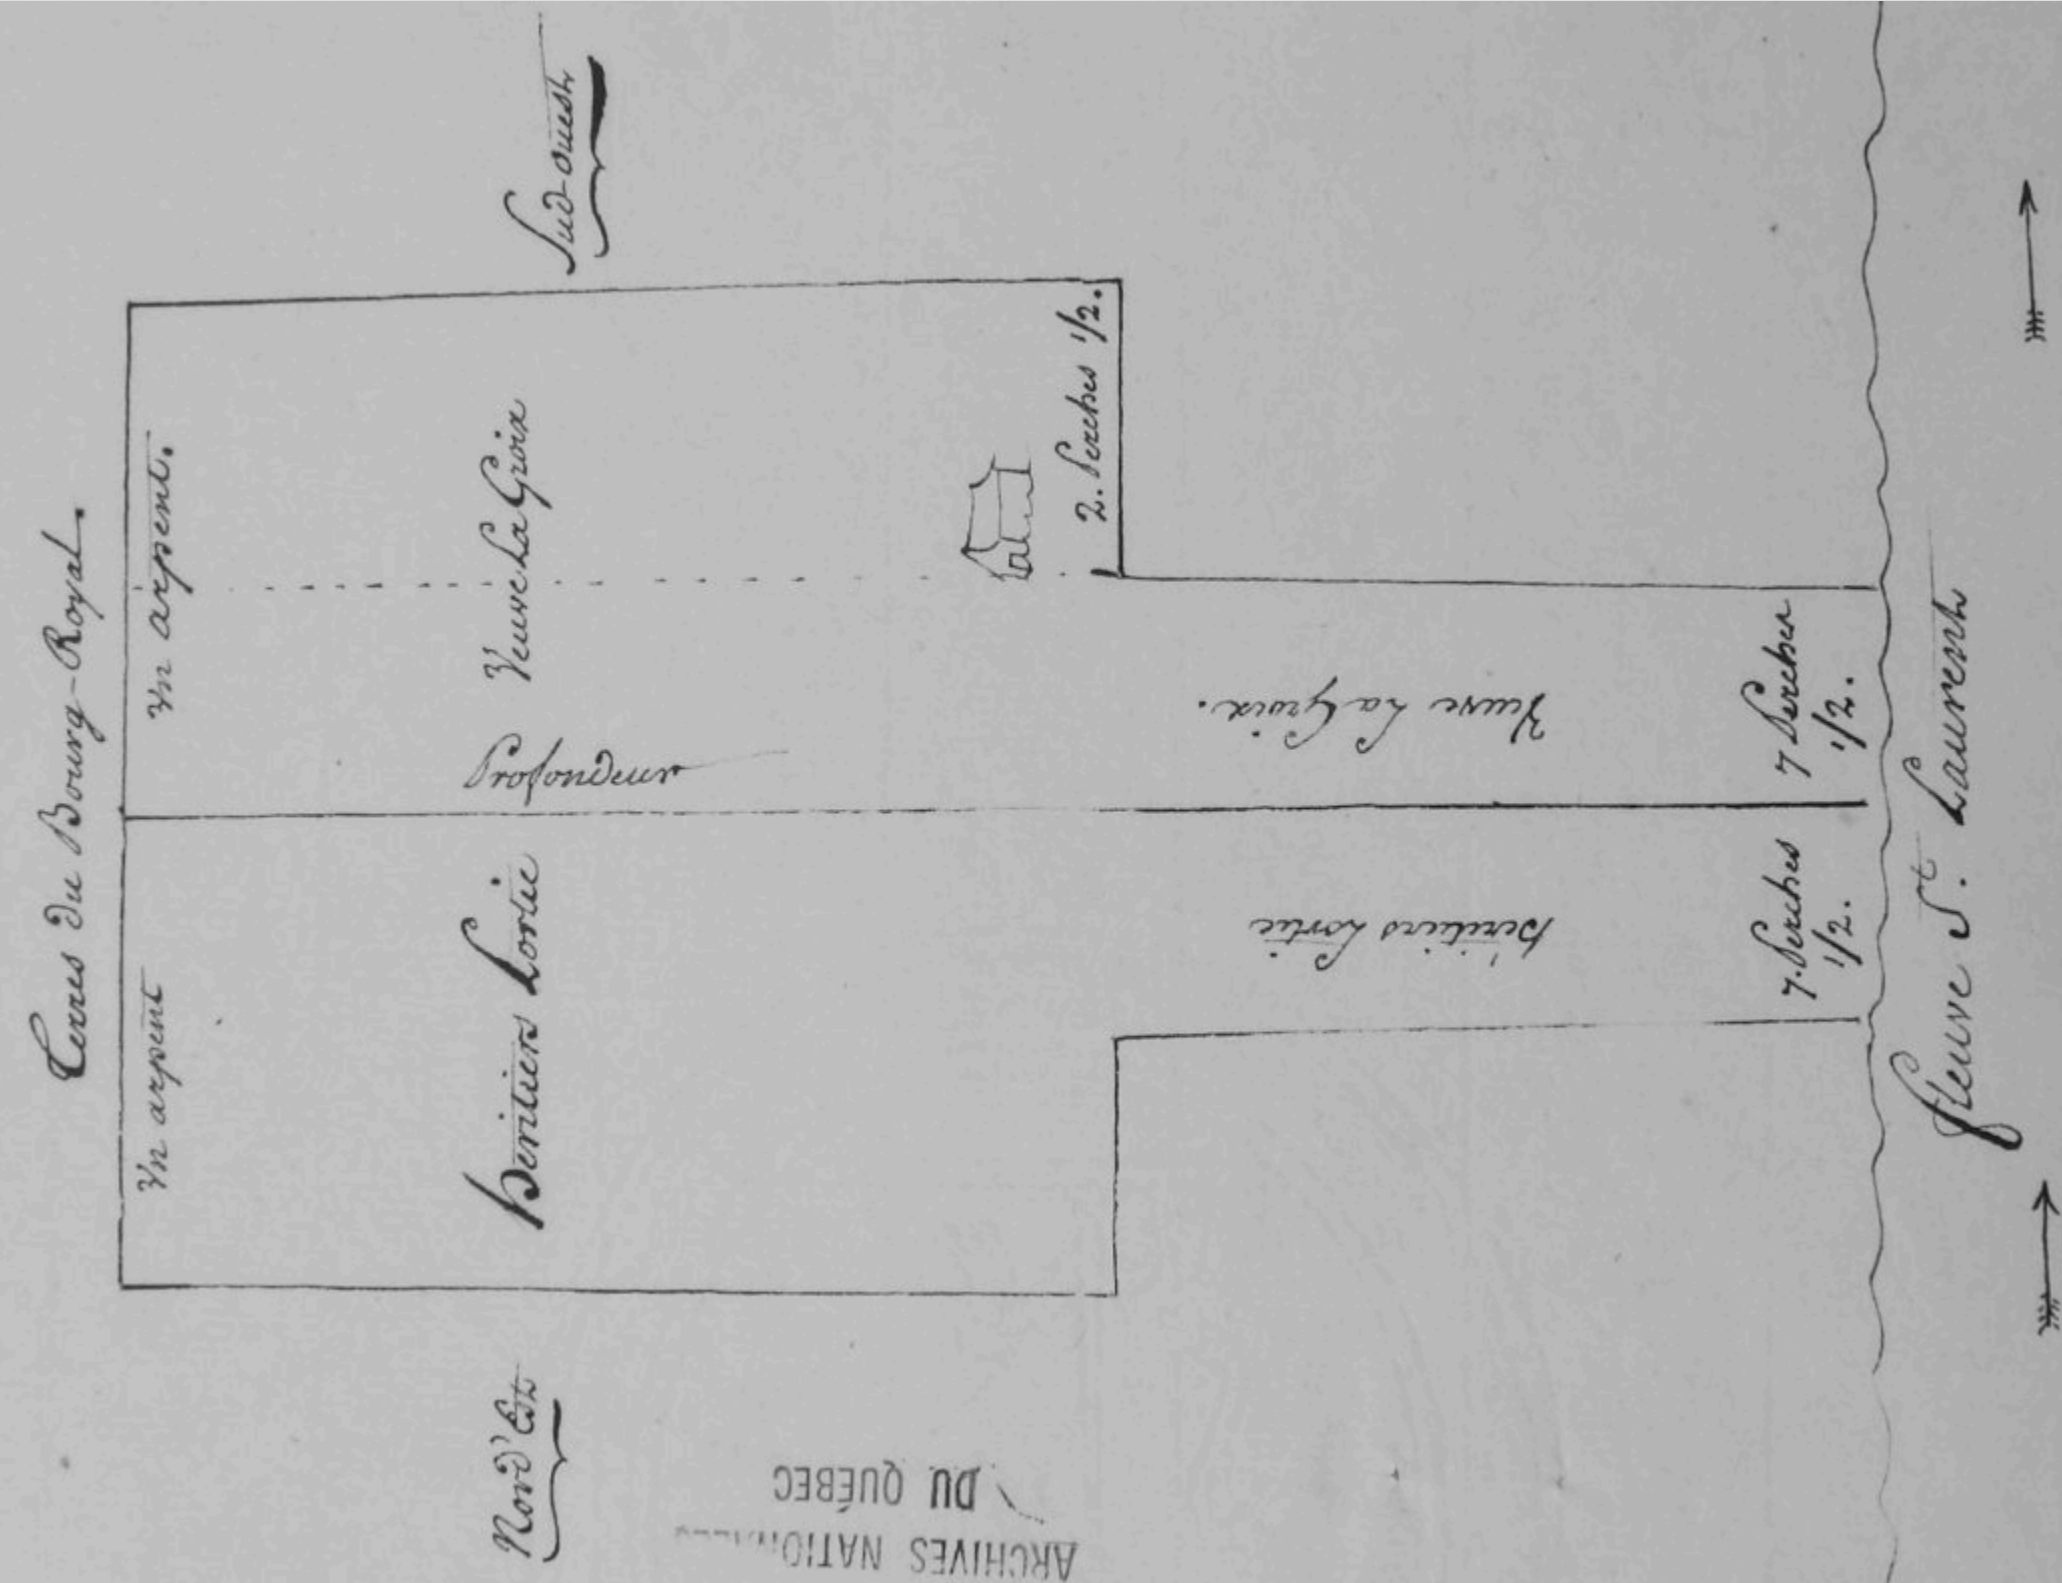 Terres du Bourg-Royal.
Un arpent
Un arpent.
Nord'Est
Heritiers Lortie
Profondeur
Veuve La Croix
Sud-ouest
2. Perches 1/2.
Heritiers Lortie
Veuve La Croix.
7. Perches
1/2.
7 Perches
1/2.
Fleuve St. Laurent
ARCHIVES
DU QUÉBEC